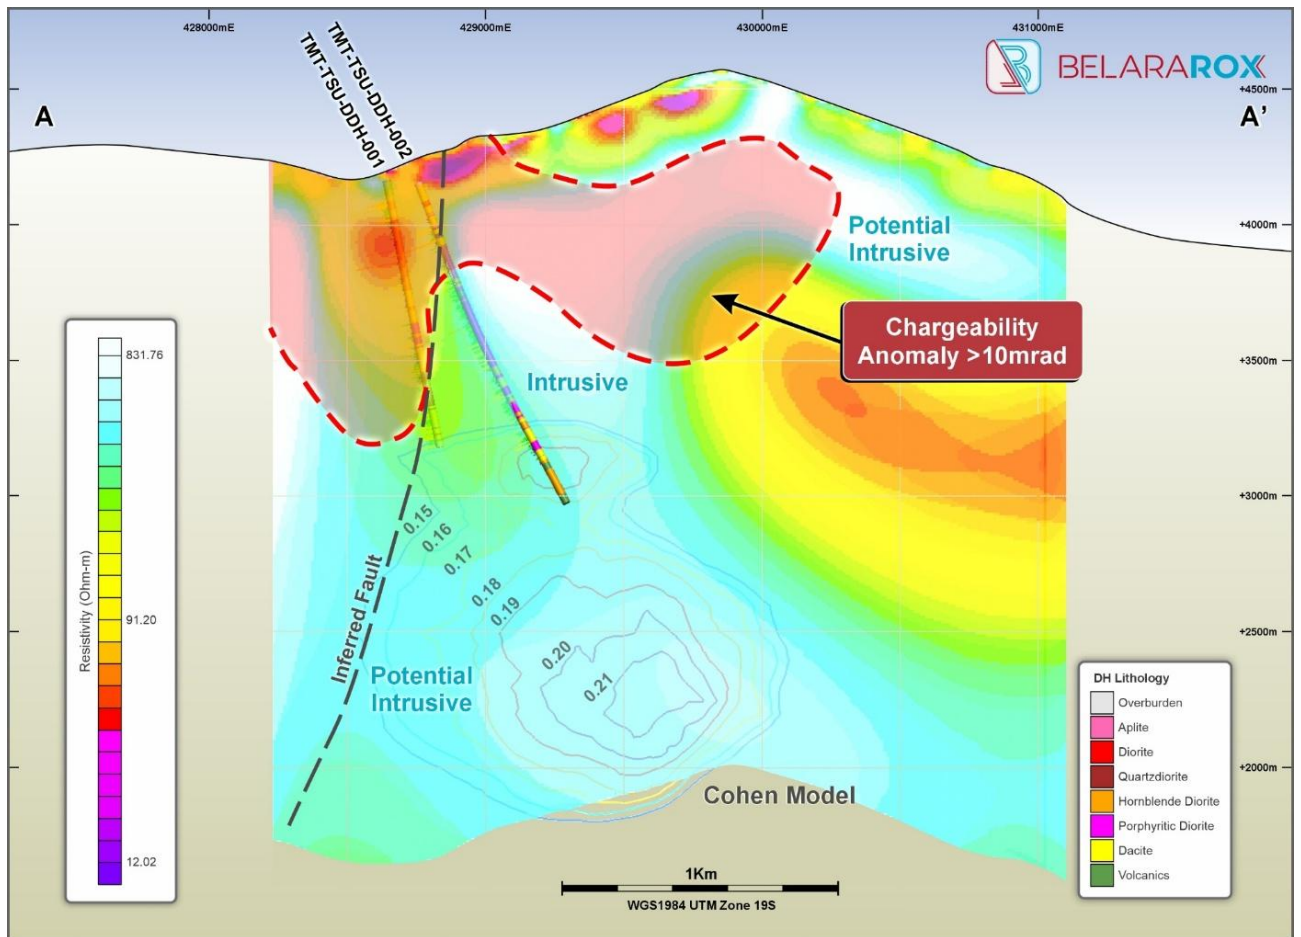 428000mE
429000mE
430000mE
431000mE
TMT-TSU-DDH-002
TMT-TSU-DDH-001
BELARAROX
A
A'
+4500m
+4000m
+3500m
+3000m
+2500m
+2000m
Potential
Intrusive
Chargeability
Anomaly >10mrad
Intrusive
831.76
91.20
12.02
Resistivity (Ohm-m)
0.15
0.16
0.17
0.18
0.19
0.20
0.21
Inferred Fault
Potential
Intrusive
Cohen Model
1Km
WGS1984 UTM Zone 19S
DH Lithology
Overburden
Aplite
Diorite
Quartzdiorite
Hornblende Diorite
Porphyritic Diorite
Dacite
Volcanics